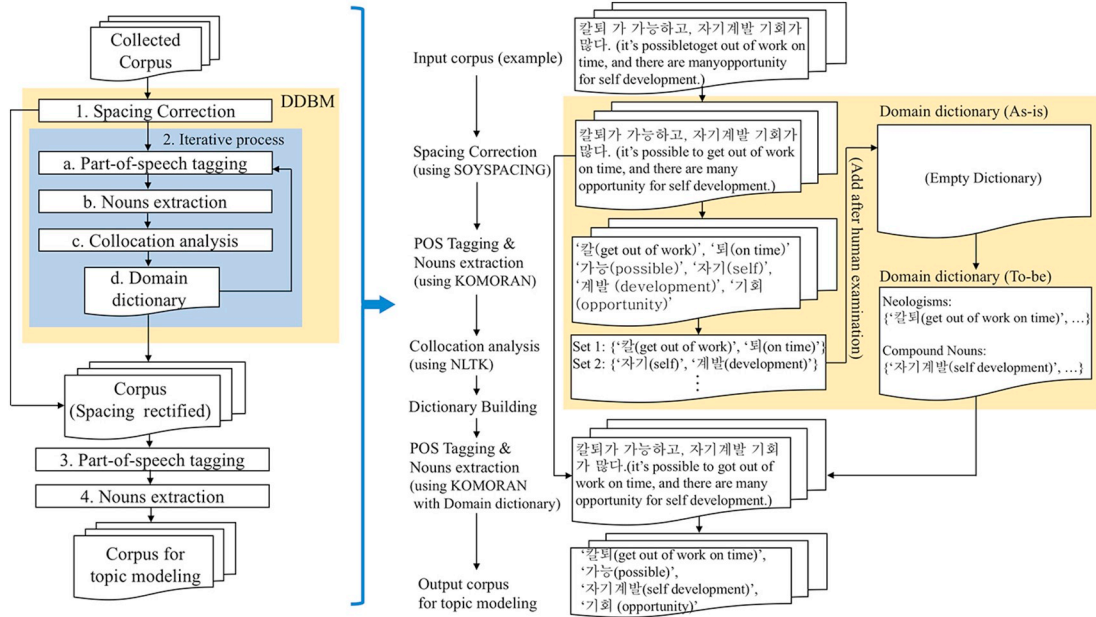 Collected
Corpus
DDBM
1. Spacing Correction
2. Iterative process
a. Part-of-speech tagging
b. Nouns extraction
c. Collocation analysis
d. Domain
dictionary
Corpus
(Spacing rectified)
3. Part-of-speech tagging
4. Nouns extraction
Corpus for
topic modeling
Input corpus (example)
Spacing Correction
(using SOYSPACING)
POS Tagging &
Nouns extraction
(using KOMORAN)
Collocation analysis
(using NLTK)
Dictionary Building
POS Tagging &
Nouns extraction
(using KOMORAN
with Domain dictionary)
Output corpus
for topic modeling
칼퇴 가 가능하고, 자기계발 기회가
많다. (it's possibletoget out of work on
time, and there are manyopportunity
for self development.)
칼퇴가 가능하고, 자기계발 기회가
많다. (it's possible to get out of work
on time, and there are many
opportunity for self development.)
'칼(get out of work)', '퇴(on time)'
'가능(possible)', '자기(self)',
'계발 (development)', '기회
(opportunity)'
Set 1: {'칼(get out of work)', '퇴(on time)'}
Set 2: {'자기(self)', '계발(development)'}
⋮
(Add after human examination)
Domain dictionary (As-is)
(Empty Dictionary)
Domain dictionary (To-be)
Neologisms:
{'칼퇴(get out of work on time)', …}
Compound Nouns:
{'자기계발(self development)', …}
칼퇴가 가능하고, 자기계발 기회
가 많다.(it's possible to got out of
work on time, and there are many
opportunity for self development.)
'칼퇴(get out of work on time)',
'가능(possible)',
'자기계발(self development)',
'기회 (opportunity)'